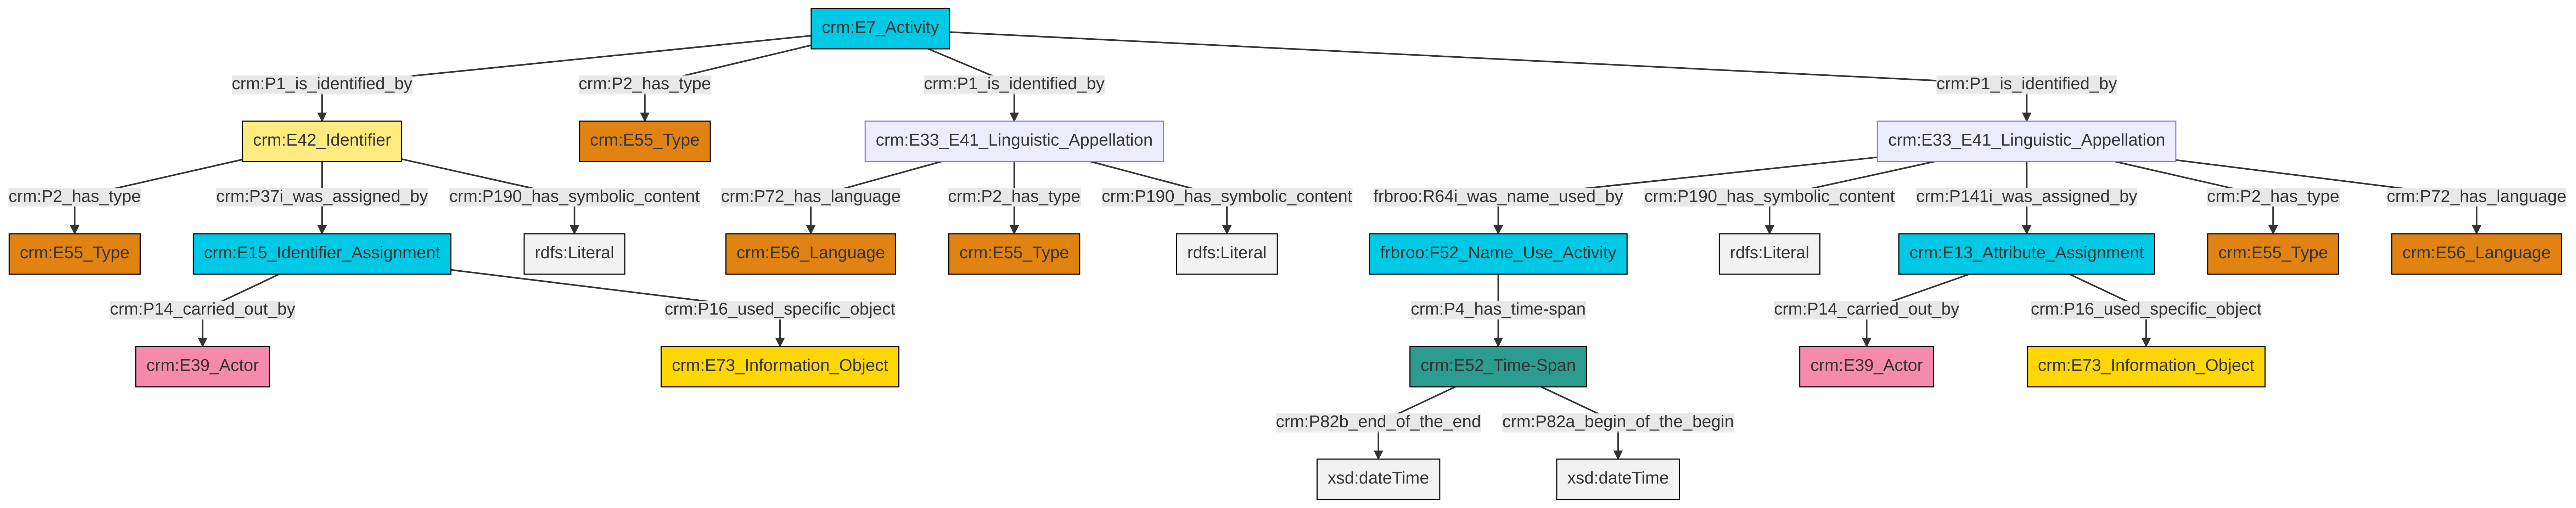 crm:E7_Activity
crm:P1_is_identified_by
crm:P2_has_type
crm:P1_is_identified_by
crm:P1_is_identified_by
crm:E42_Identifier
crm:E55_Type
crm:E33_E41_Linguistic_Appellation
crm:E33_E41_Linguistic_Appellation
crm:P2_has_type
crm:P37i_was_assigned_by
crm:P190_has_symbolic_content
crm:P72_has_language
crm:P2_has_type
crm:P190_has_symbolic_content
frbroo:R64i_was_name_used_by
crm:P190_has_symbolic_content
crm:P141i_was_assigned_by
crm:P2_has_type
crm:P72_has_language
crm:E55_Type
crm:E15_Identifier_Assignment
rdfs:Literal
crm:E56_Language
crm:E55_Type
rdfs:Literal
frbroo:F52_Name_Use_Activity
rdfs:Literal
crm:E13_Attribute_Assignment
crm:E55_Type
crm:E56_Language
crm:P14_carried_out_by
crm:P16_used_specific_object
crm:P4_has_time-span
crm:P14_carried_out_by
crm:P16_used_specific_object
crm:E39_Actor
crm:E73_Information_Object
crm:E52_Time-Span
crm:E39_Actor
crm:E73_Information_Object
crm:P82b_end_of_the_end
crm:P82a_begin_of_the_begin
xsd:dateTime
xsd:dateTime